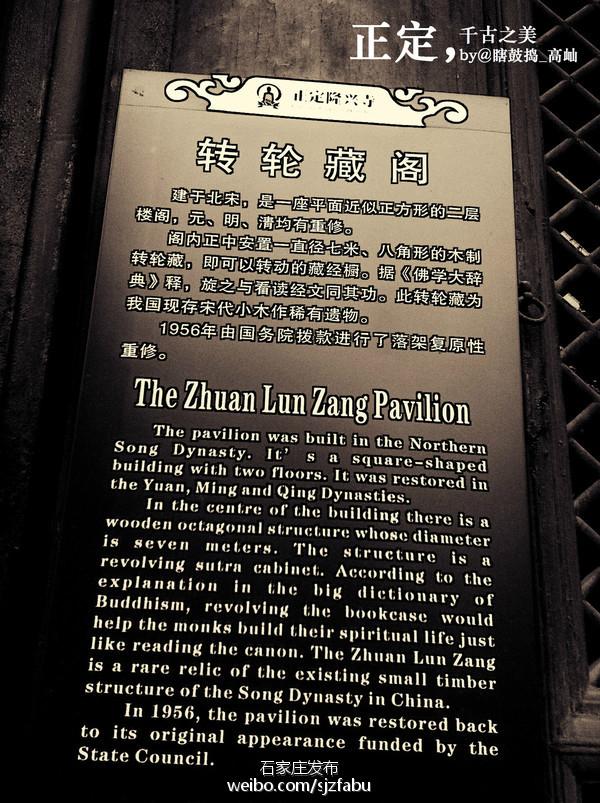 正定,千古之美
by@瞎鼓捣_高屾
正定隆兴寺
转轮藏阁
建于北宋，是一座平面近似正方形的二层
楼阁，元、明、清均有重修。
阁内正中安置一直径七米、八角形的木制
转轮藏，即可以转动的藏经橱。据《佛学大辞
典》释，旋之与看读经文同其功。此转轮藏为
我国现存宋代小木作稀有遗物。
1956年由国务院拨款进行了落架复原性
重修。
The Zhuan Lun Zang Pavilion
The pavilion was built in the Northern
Song Dynasty. It's a square-shaped
building with two floors. It was restored in
the Yuan, Ming and Qing Dynasties.
In the centre of the building there is a
wooden octagonal structure whose diameter
is seven meters. The structure is a
revolving sutra cabinet. According to the
explanation in the big dictionary of
Buddhism, revolving the bookcase would
help the monks build their spiritual life just
like reading the canon. The Zhuan Lun Zang
is a rare relic of the existing small timber
structure of the Song Dynasty in China.
In 1956, the pavilion was restored back
to its original appearance funded by the
State Council.
石家庄发布
weibo.com/sjzfabu